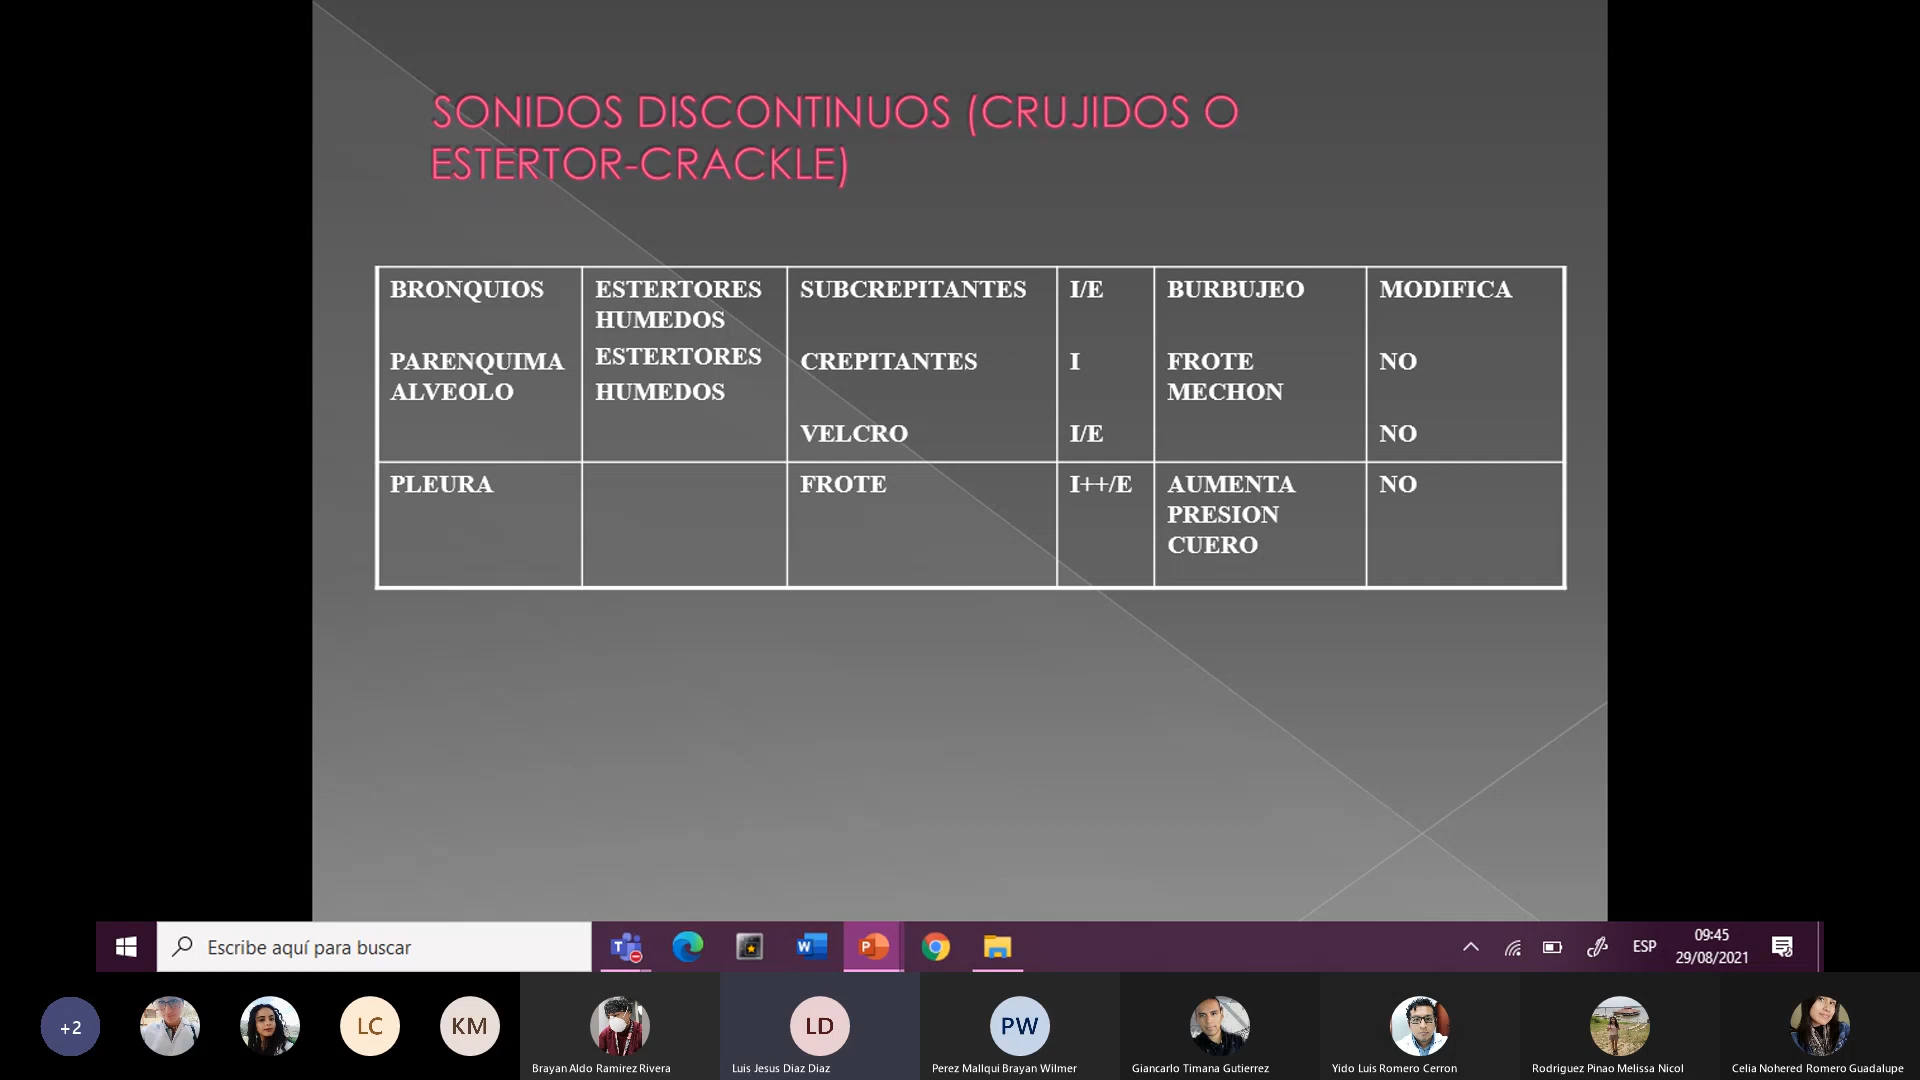 SONIDOS DISCONTINUOS (CRUJIDOS O
ESTERTOR-CRACKLE)
BRONQUIOS
PARENQUIMA
ALVEOLO
ESTERTORES
HUMEDOS
ESTERTORES
HUMEDOS
SUBCREPITANTES
CREPITANTES
VELCRO
I/E
I
I/E
BURBUJEO
FROTE
MECHON
MODIFICA
NO
NO
PLEURA
FROTE
I++/E
AUMENTA
PRESION
CUERO
NO
Escribe aquí para buscar
ESP
09:45
29/08/2021
+2
LC
KM
LD
PW
Brayan Aldo Ramirez Rivera
Luis Jesus Diaz Diaz
Perez Mallqui Brayan Wilmer
Giancarlo Timana Gutierrez
Yido Luis Romero Cerron
Rodriguez Pinao Melissa Nicol
Celia Nohered Romero Guadalupe